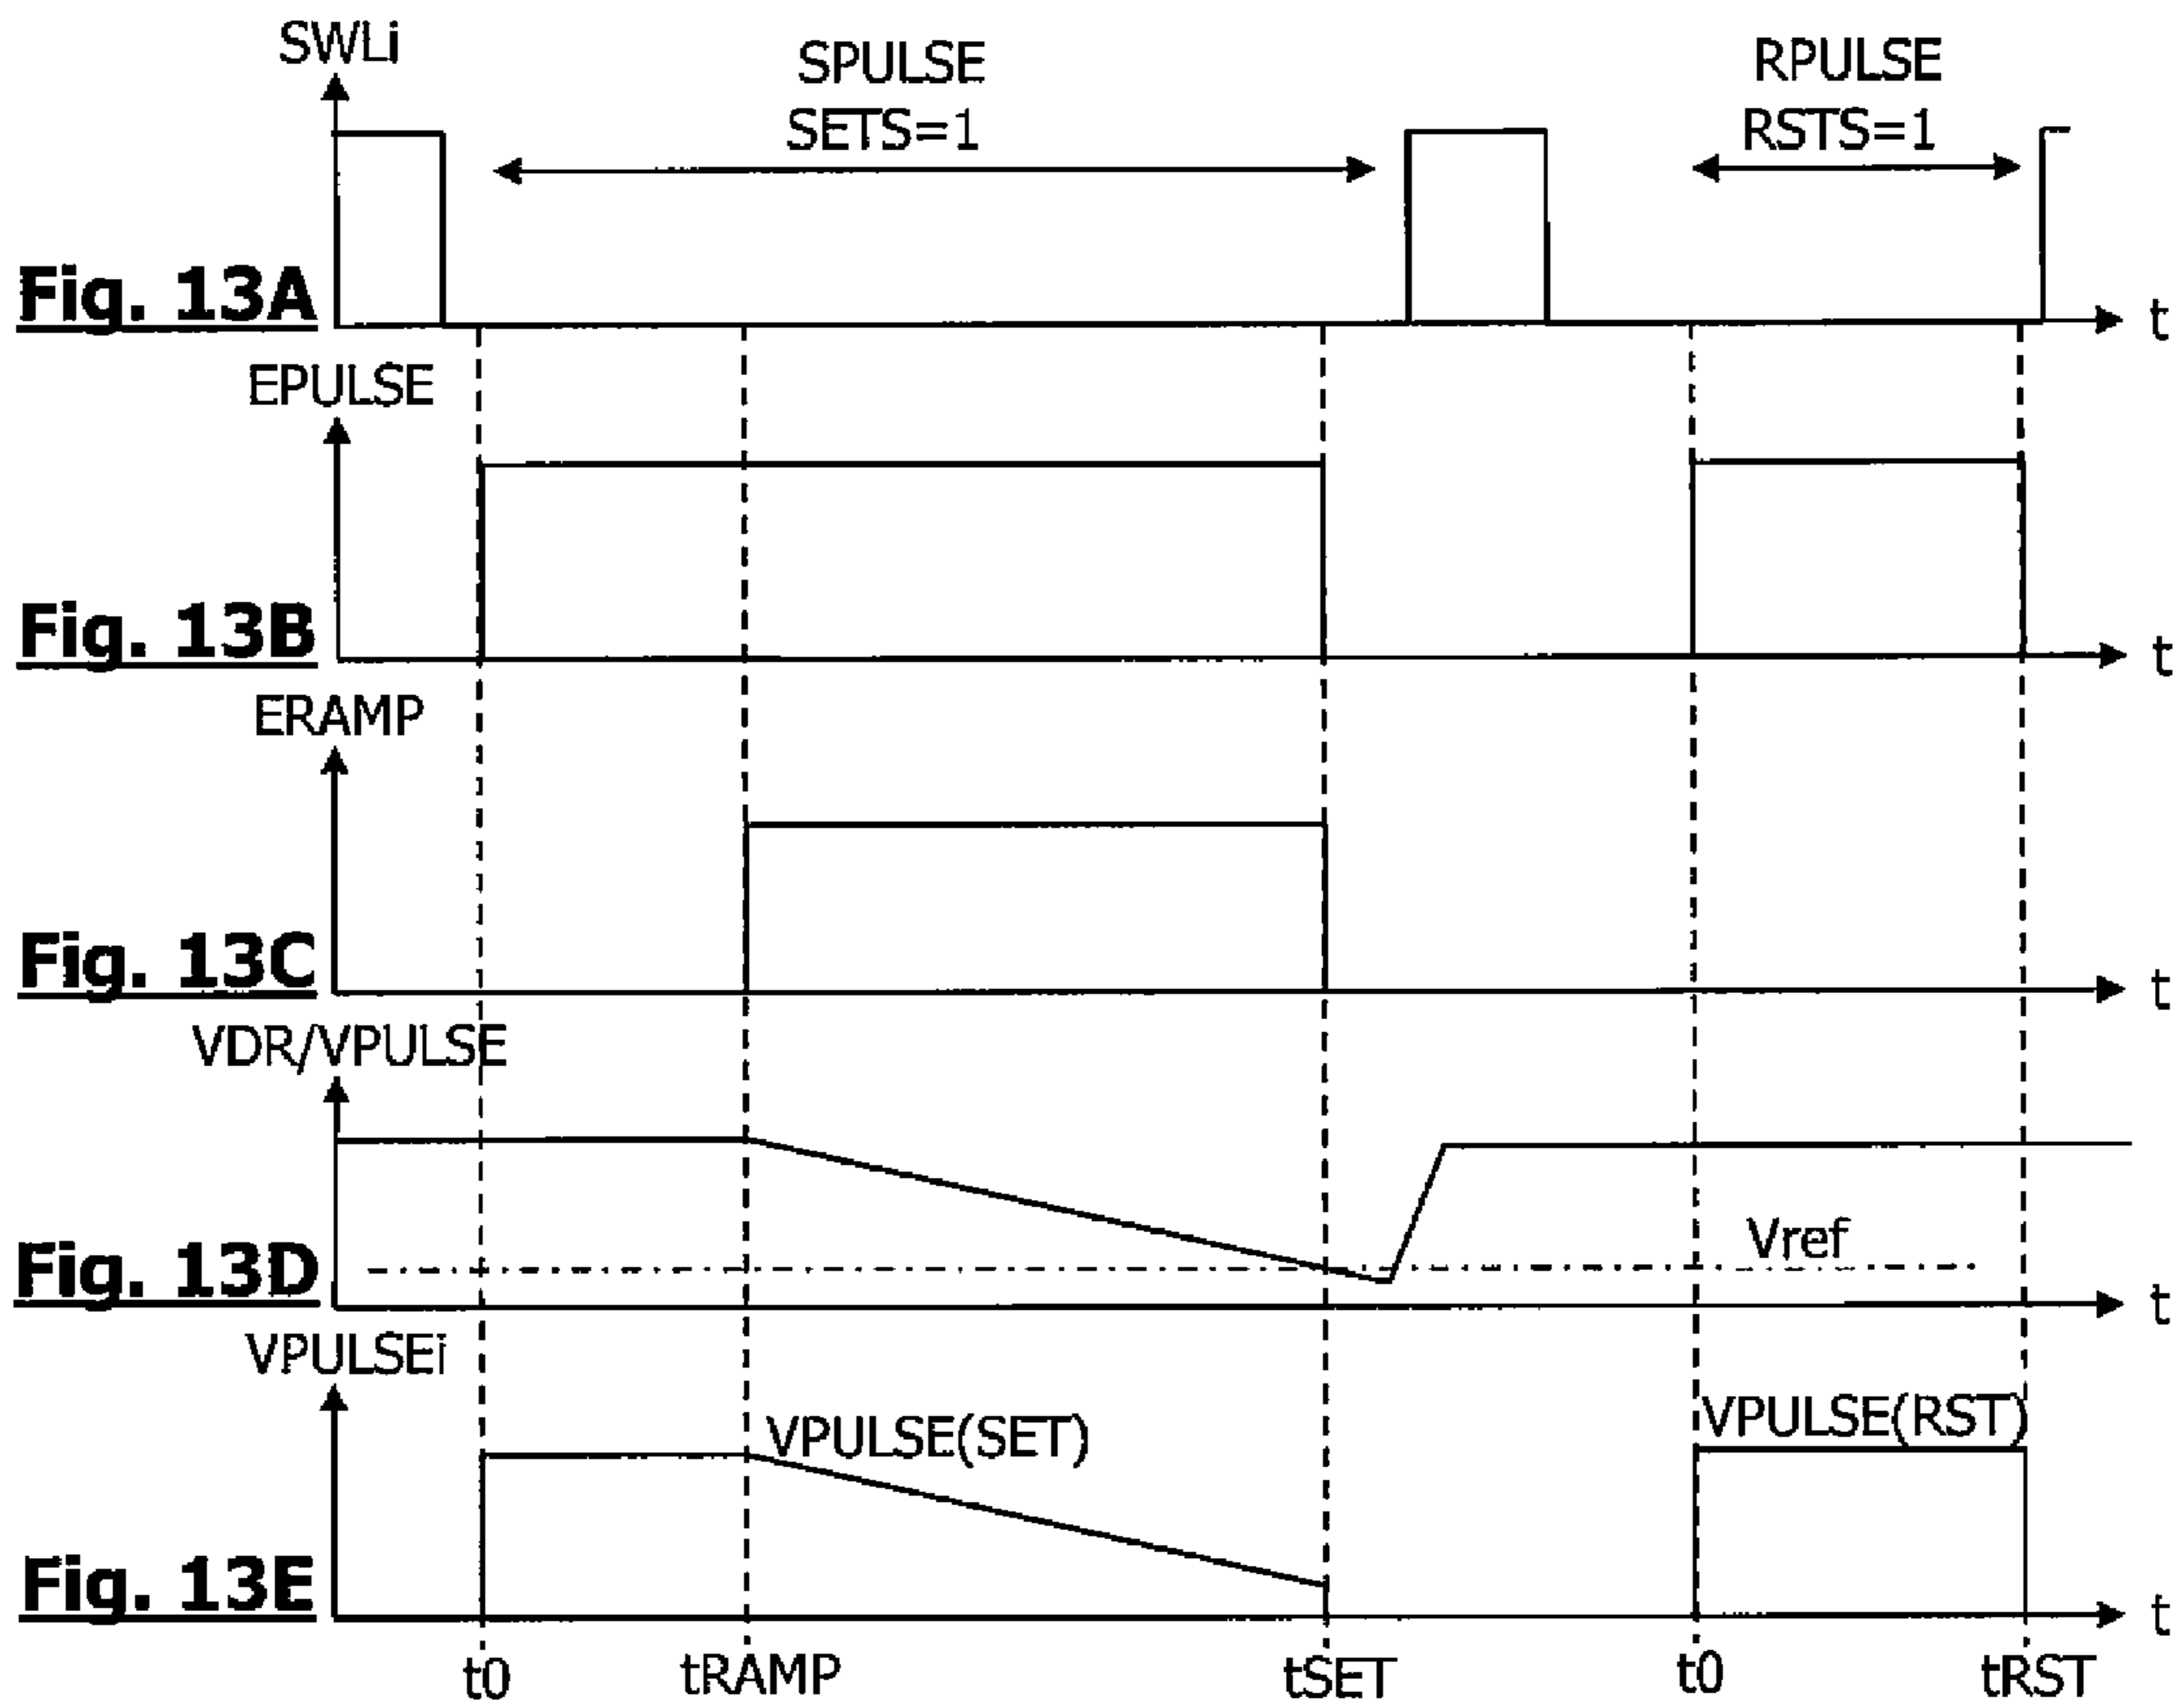 SWLi
SPULSE
SETS=1
RPULSE
RSTS=1
Fig. 13A
t
EPULSE
Fig. 13B
t
ERAMP
Fig. 13C
t
VDR/VPULSE
Vref
Fig. 13D
t
VPULSEi
VPULSE(SET)
VPULSE(RST)
Fig. 13E
t
t0
tRAMP
tSET
t0
tRST